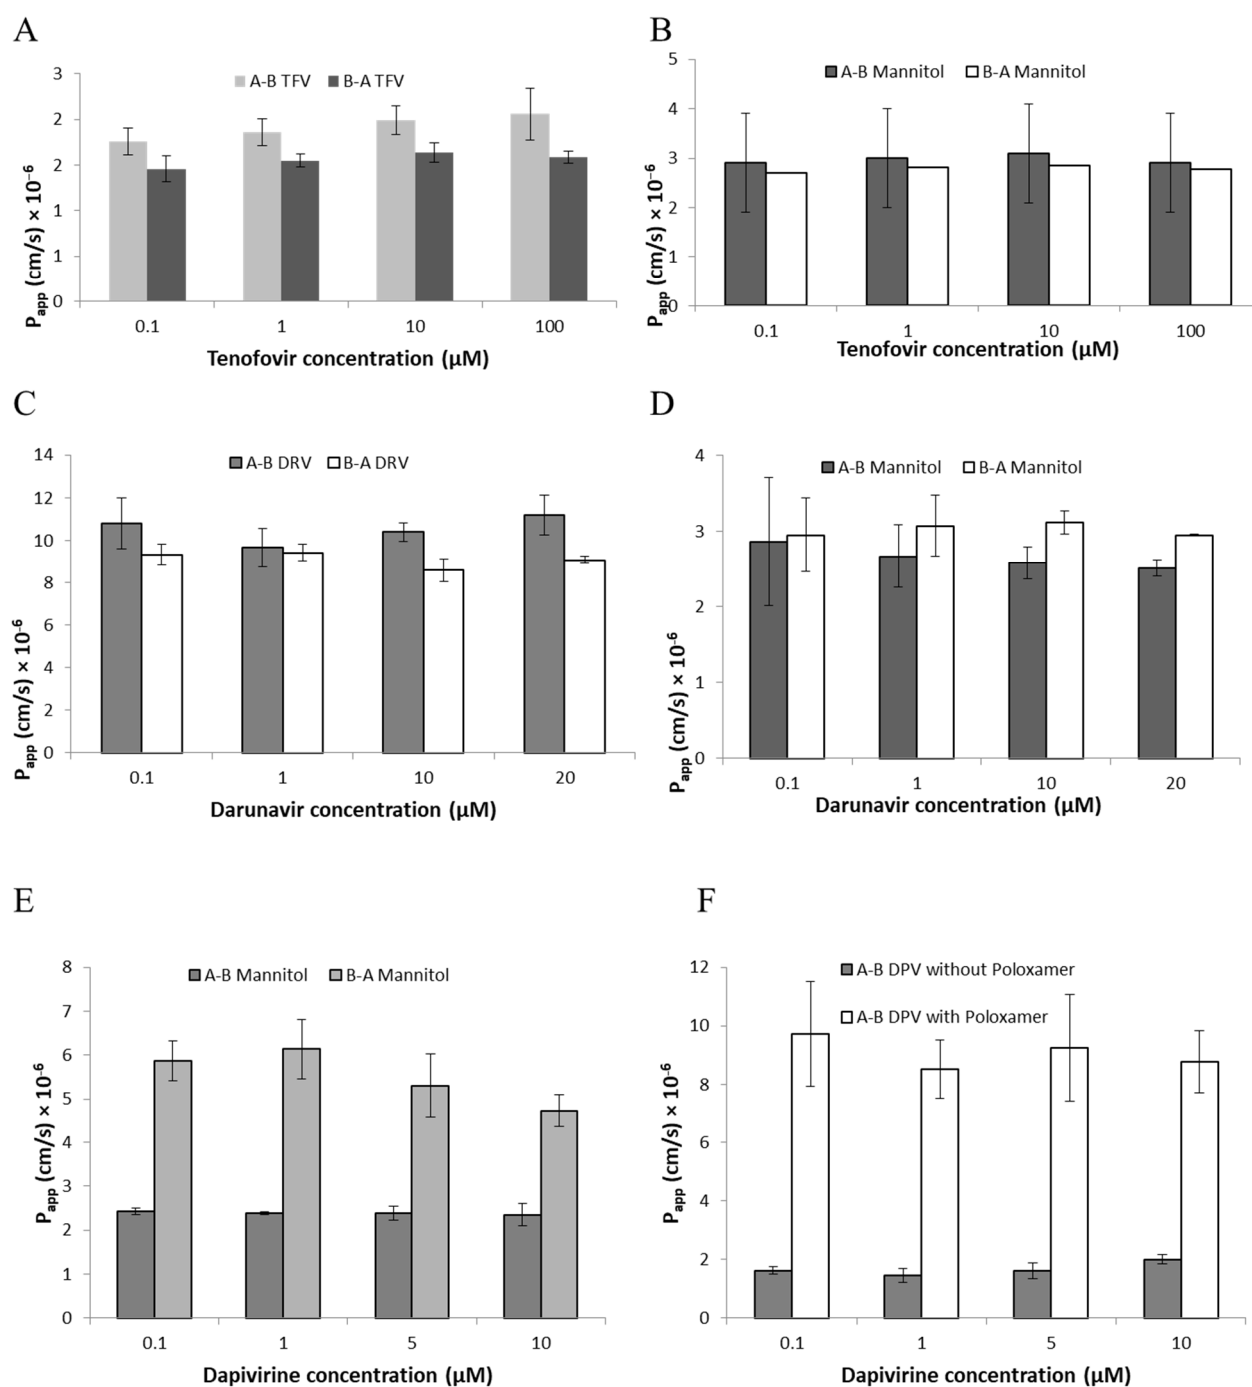 A
A-B TFV B-A TFV
3
2
2
1
1
0
P_app (cm/s) × 10⁻⁶
0.1 1 10 100
Tenofovir concentration (µM)
B
A-B Mannitol B-A Mannitol
5
4
3
2
1
0
P_app (cm/s) × 10⁻⁶
0.1 1 10 100
Tenofovir concentration (µM)
C
A-B DRV B-A DRV
14
12
10
8
6
4
2
0
P_app (cm/s) × 10⁻⁶
0.1 1 10 20
Darunavir concentration (µM)
D
A-B Mannitol B-A Mannitol
4
3
2
1
0
P_app (cm/s) × 10⁻⁶
0.1 1 10 20
Darunavir concentration (µM)
E
A-B Mannitol B-A Mannitol
8
7
6
5
4
3
2
1
0
P_app (cm/s) × 10⁻⁶
0.1 1 5 10
Dapivirine concentration (µM)
F
A-B DPV without Poloxamer
A-B DPV with Poloxamer
12
10
8
6
4
2
0
P_app (cm/s) × 10⁻⁶
0.1 1 5 10
Dapivirine concentration (µM)